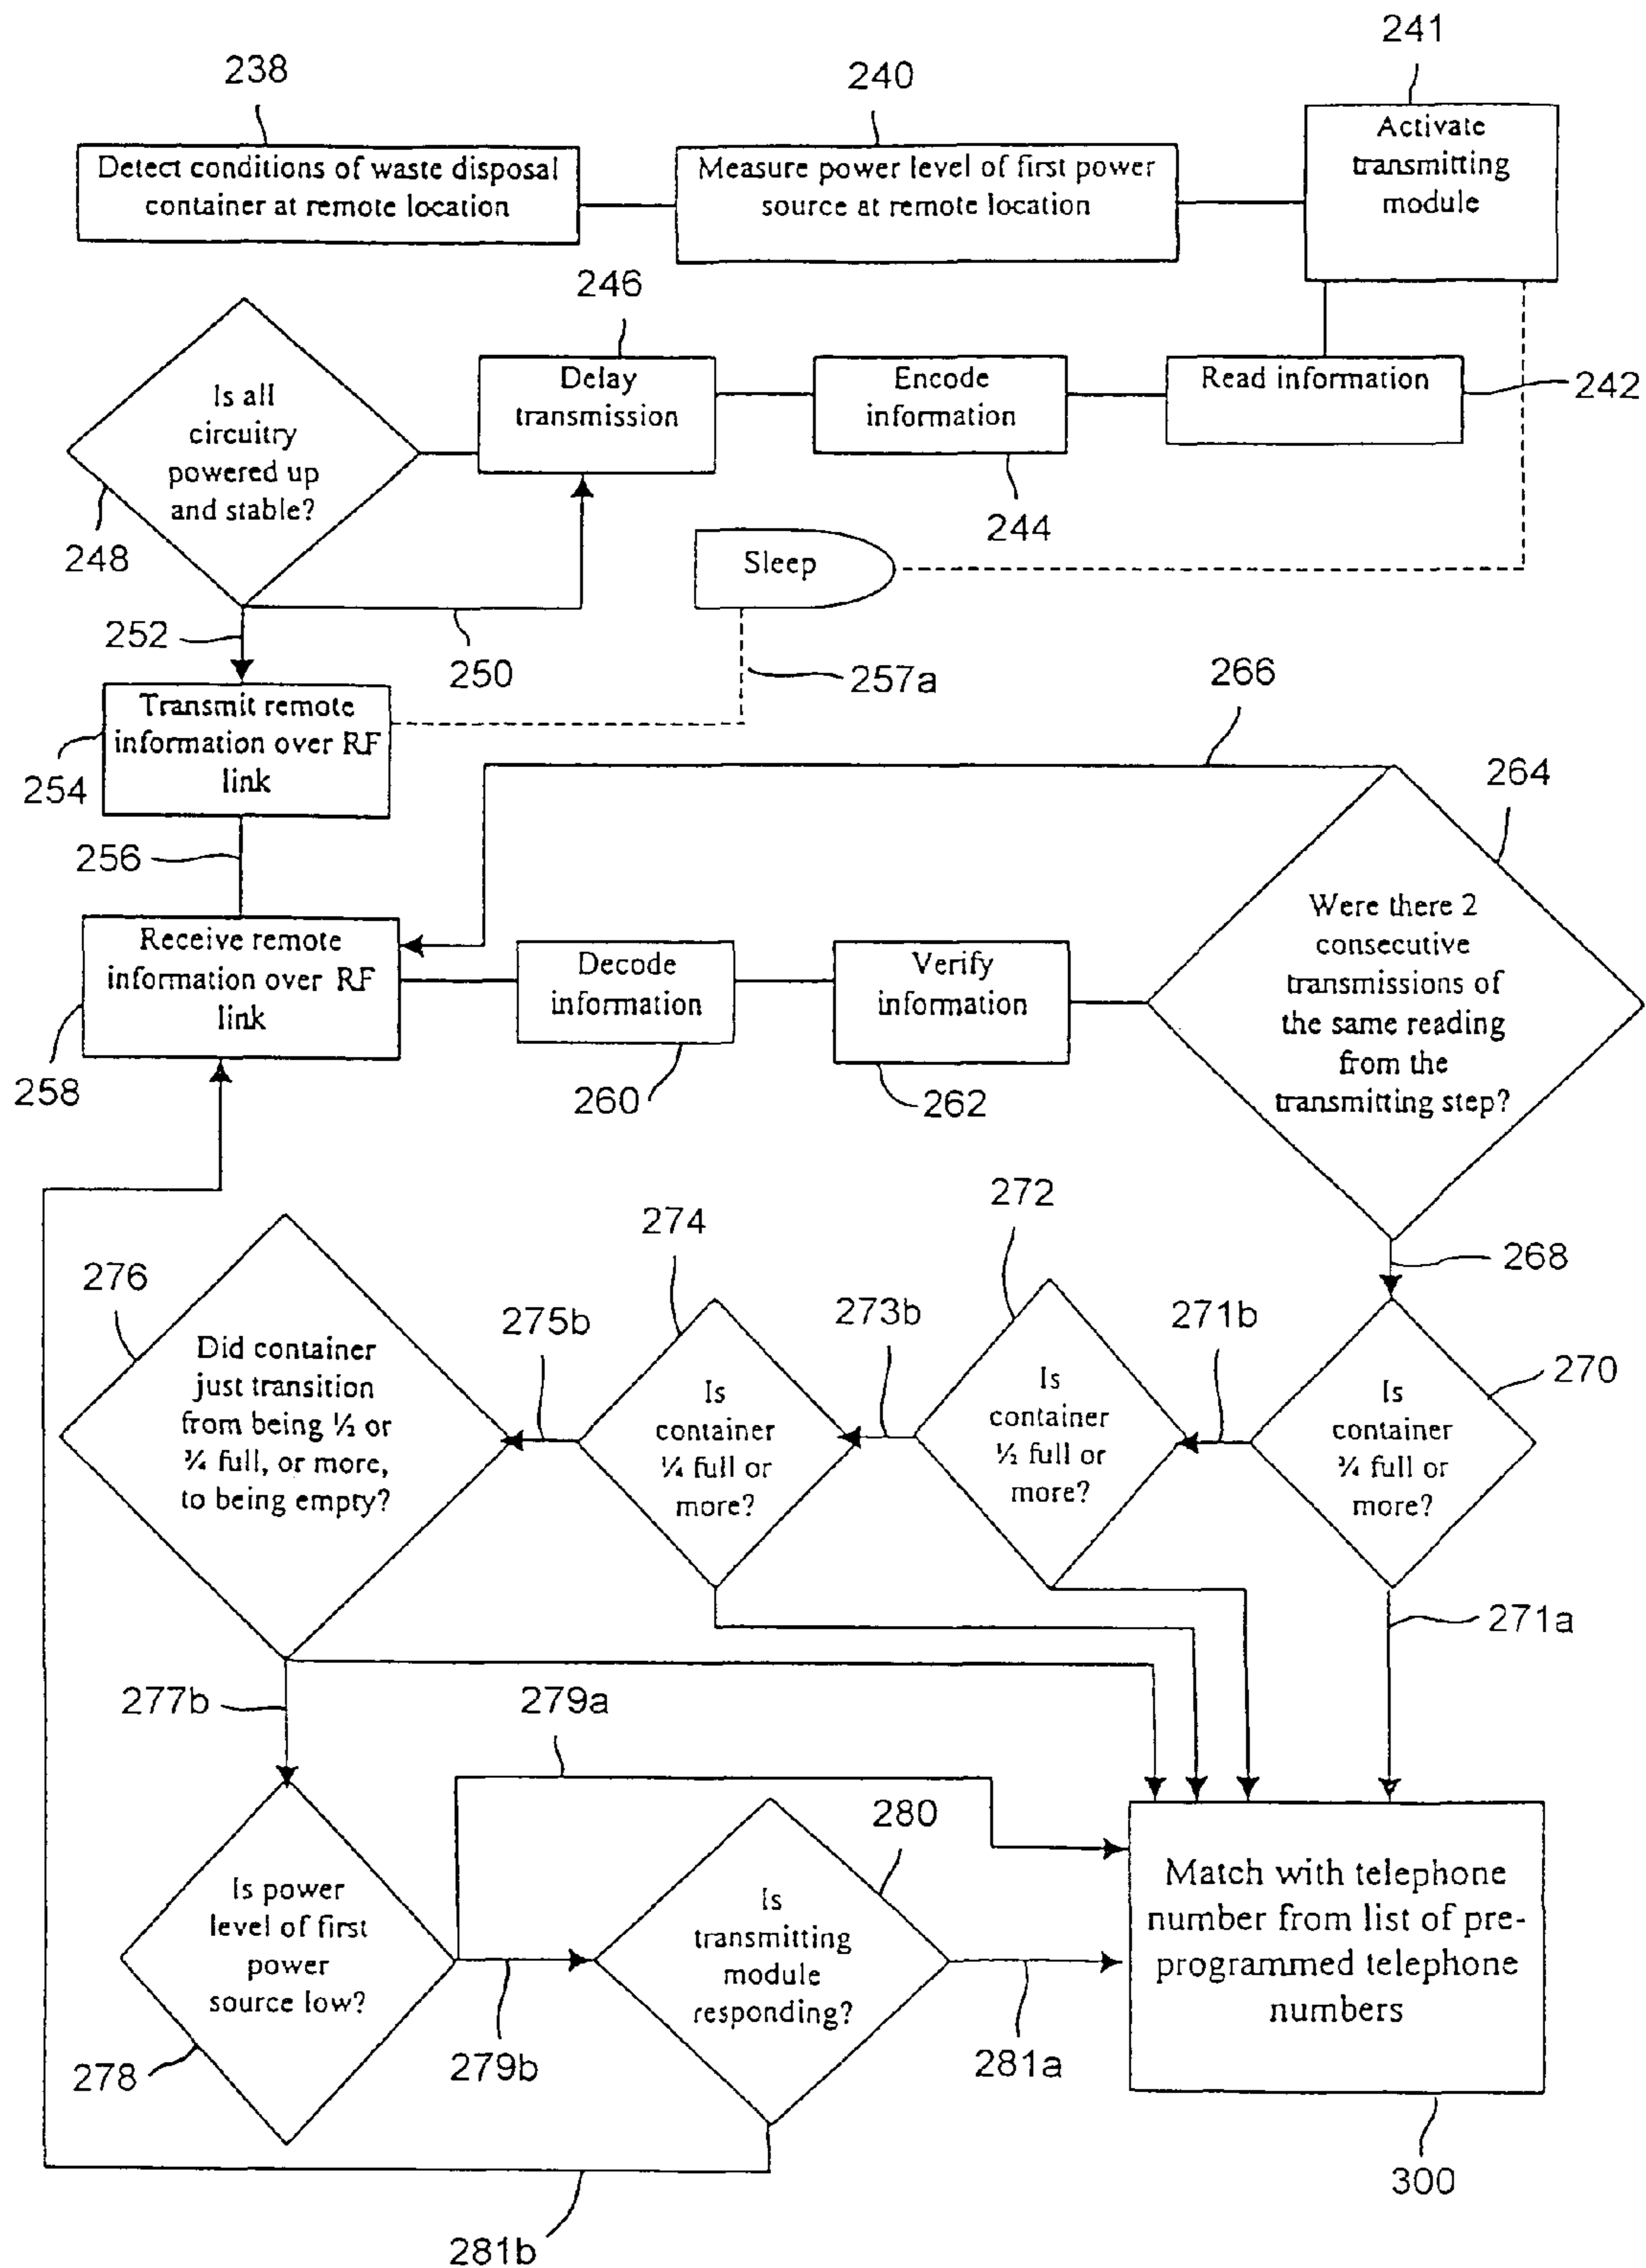 241
238
240
Activate
transmitting
module
Detect conditions of waste disposal
container at remote location
Measure power level of first power
source at remote location
246
Is all
circuitry
powered up
and stable?
Delay
transmission
Encode
information
Read information
242
248
244
Sleep
252
250
257a
266
Transmit remote
information over RF
link
254
264
256
Were there 2
consecutive
transmissions of
the same reading
from the
transmitting step?
Receive remote
information over RF
link
Decode
information
Verify
information
258
260
262
272
274
268
276
275b
273b
271b
270
Did container
just transition
from being ½ or
¾ full, or more,
to being empty?
Is
container
¼ full or
more?
Is
container
½ full or
more?
Is
container
¾ full or
more?
271a
277b
279a
280
Is power
level of first
power
source low?
Is
transmitting
module
responding?
Match with telephone
number from list of pre-
programmed telephone
numbers
278
279b
281a
300
281b